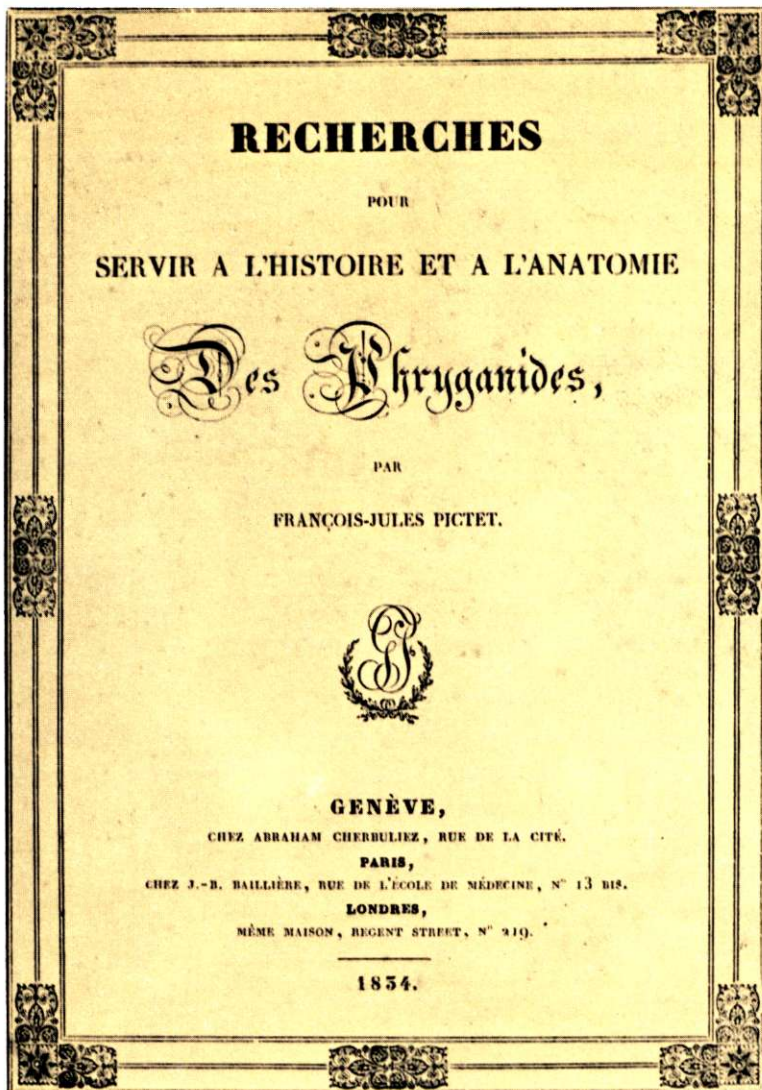 RECHERCHES
POUR
SERVIR A L'HISTOIRE ET A L'ANATOMIE
Des Phryganides,
PAR
FRANÇOIS-JULES PICTET.
GENÈVE,
CHEZ ABRAHAM CHERBULIEZ, RUE DE LA CITÉ.
PARIS,
CHEZ J.-B. BAILLIÈRE, RUE DE L'ÉCOLE DE MÉDECINE, N° 13 BIS.
LONDRES,
MÊME MAISON, REGENT STREET, N° 219.
1834.